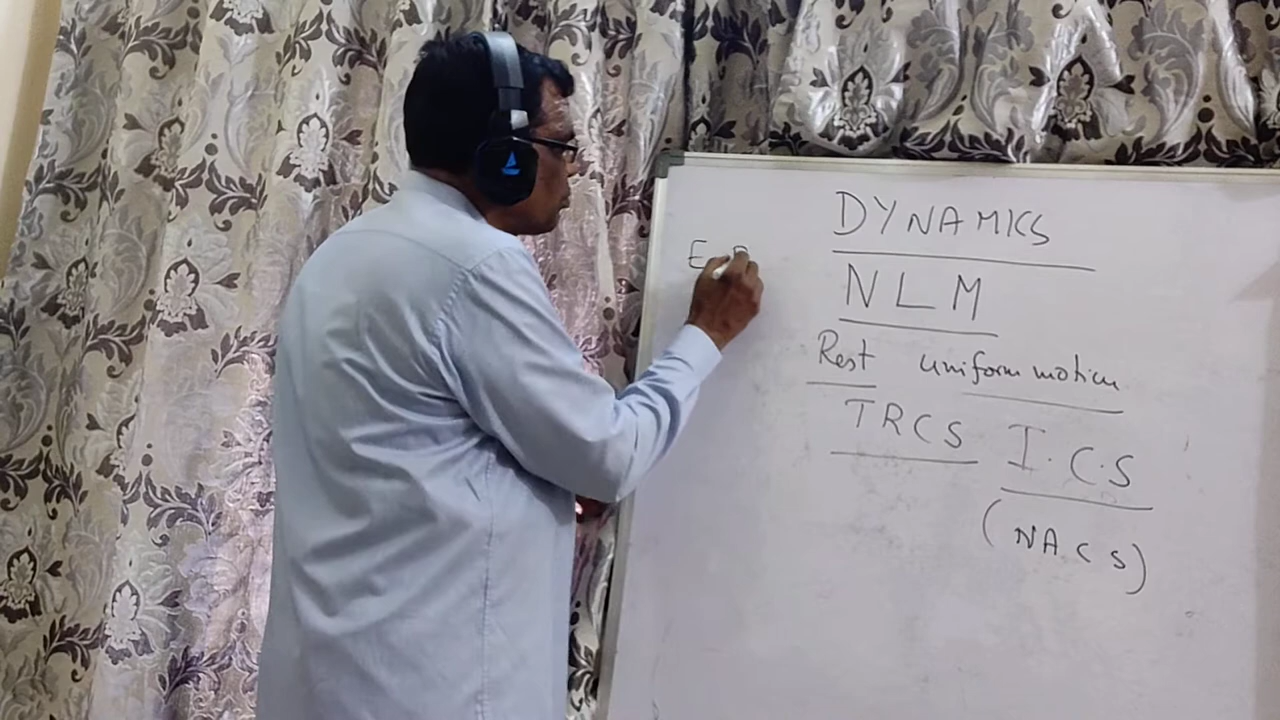 DYNAMICS
E
NLM
Rest uniform motion
TRCS I.C.S
(NACS)